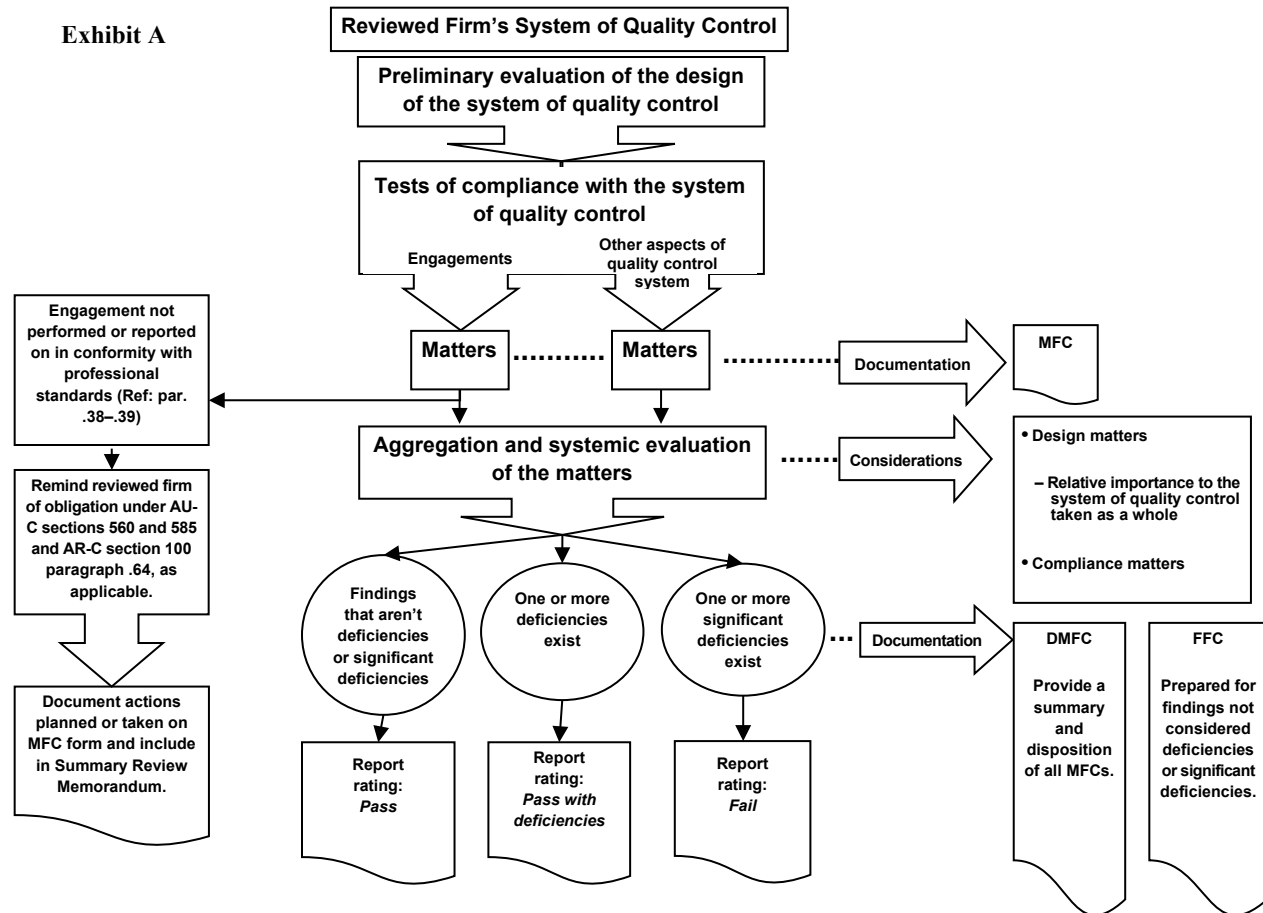 Exhibit A
Reviewed Firm's System of Quality Control
Preliminary evaluation of the design
of the system of quality control
Tests of compliance with the system
of quality control
Engagements
Other aspects of
quality control
system
Engagement not
performed or reported
on in conformity with
professional
standards (Ref: par.
.38–.39)
Matters
Matters
Documentation
MFC
Aggregation and systemic evaluation
of the matters
Considerations
• Design matters
– Relative importance to the
system of quality control
taken as a whole
• Compliance matters
Remind reviewed firm
of obligation under AU-
C sections 560 and 585
and AR-C section 100
paragraph .64, as
applicable.
Findings
that aren't
deficiencies
or significant
deficiencies
One or more
deficiencies
exist
One or more
significant
deficiencies
exist
Documentation
DMFC
Provide a
summary
and
disposition
of all MFCs.
FFC
Prepared for
findings not
considered
deficiencies
or significant
deficiencies.
Document actions
planned or taken on
MFC form and include
in Summary Review
Memorandum.
Report
rating:
Pass
Report
rating:
Pass with
deficiencies
Report
rating:
Fail